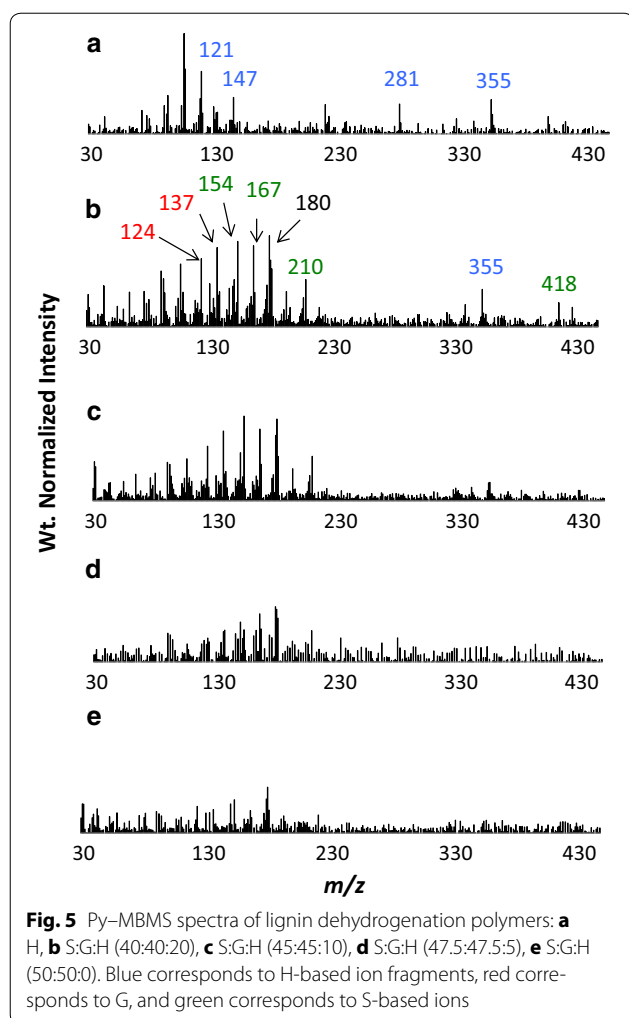 a
121
147
281
355
30 130 230 330 430
b
154
167
137
180
124
210
355
418
30 130 230 330 430
c
30 130 230 330 430
d
30 130 230 330 430
e
30 130 230 330 430
Wt. Normalized Intensity
m/z
Fig. 5 Py–MBMS spectra of lignin dehydrogenation polymers: a
H, b S:G:H (40:40:20), c S:G:H (45:45:10), d S:G:H (47.5:47.5:5), e S:G:H
(50:50:0). Blue corresponds to H-based ion fragments, red corre-
sponds to G, and green corresponds to S-based ions